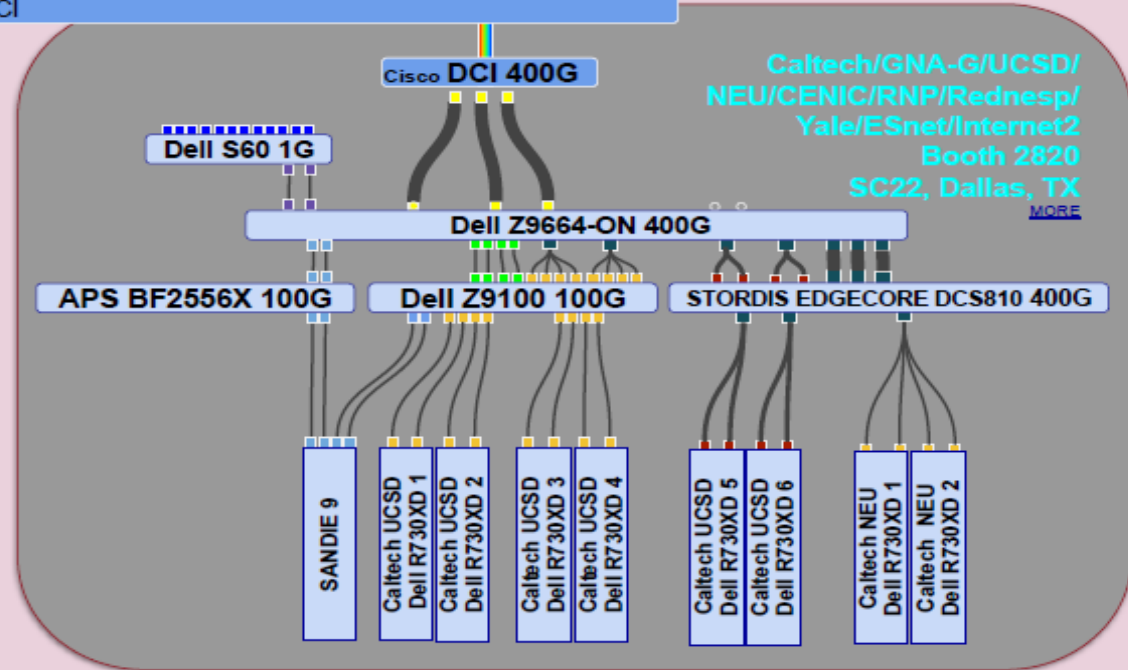 CI
Cisco DCI 400G
Caltech/GNA-G/UCSD/
NEU/CENIC/RNP/Rednesp/
Yale/ESnet/Internet2
Booth 2820
SC22, Dallas, TX
MORE
Dell S60 1G
Dell Z9664-ON 400G
APS BF2556X 100G
Dell Z9100 100G
STORDIS EDGECORE DCS810 400G
SANDIE 9
Caltech UCSD
Dell R730XD 1
Caltech UCSD
Dell R730XD 2
Caltech UCSD
Dell R730XD 3
Caltech UCSD
Dell R730XD 4
Caltech UCSD
Dell R730XD 5
Caltech UCSD
Dell R730XD 6
Caltech NEU
Dell R730XD 1
Caltech NEU
Dell R730XD 2